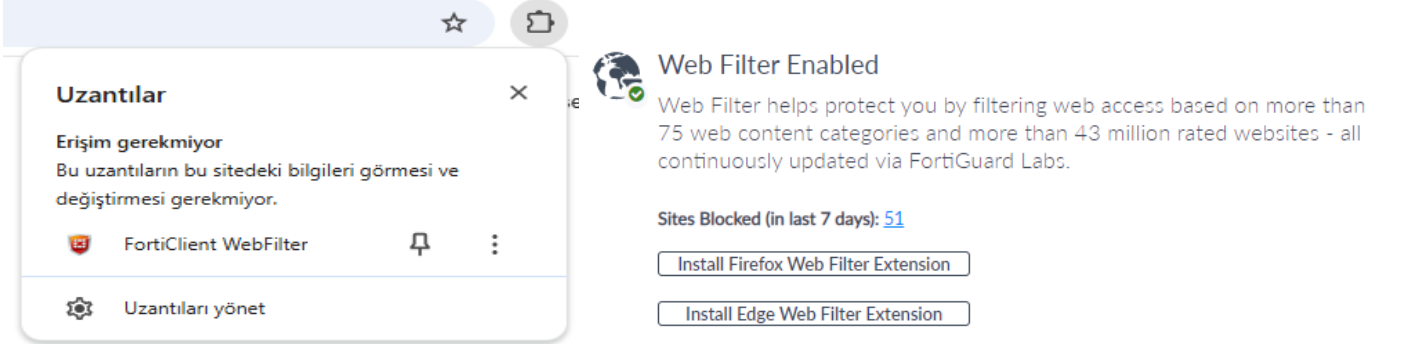 Uzantılar
Erişim gerekmiyor
Bu uzantıların bu sitedeki bilgileri görmesi ve
değiştirmesi gerekmiyor.
FortiClient WebFilter
Uzantıları yönet
Web Filter Enabled
Web Filter helps protect you by filtering web access based on more than
75 web content categories and more than 43 million rated websites - all
continuously updated via FortiGuard Labs.
Sites Blocked (in last 7 days): 51
Install Firefox Web Filter Extension
Install Edge Web Filter Extension